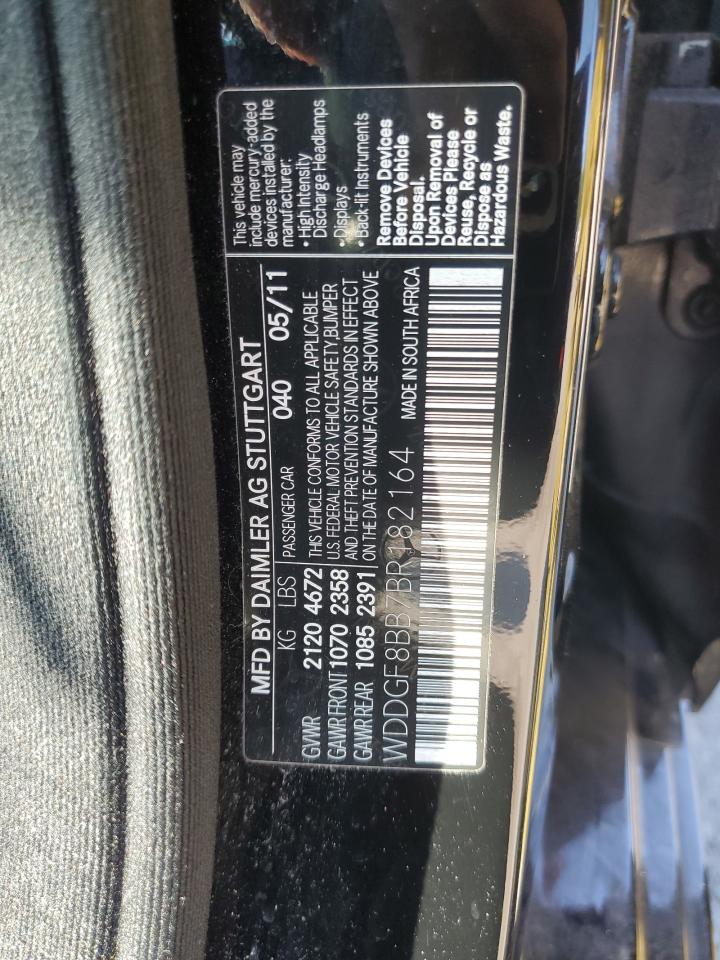 MFD BY DAIMLER AG STUTTGART
KG LBS PASSENGER CAR 040 05/11
GVWR 2120 4672
GAWR FRONT 1070 2358
GAWR REAR 1085 2391
THIS VEHICLE CONFORMS TO ALL APPLICABLE
U.S. FEDERAL MOTOR VEHICLE SAFETY,BUMPER
AND THEFT PREVENTION STANDARDS IN EFFECT
ON THE DATE OF MANUFACTURE SHOWN ABOVE
WDDGF8BB7BR182164 MADE IN SOUTH AFRICA
This vehicle may
include mercury-added
devices installed by the
manufacturer:
• High Intensity
Discharge Headlamps
• Displays
• Back-lit Instruments
Remove Devices
Before Vehicle
Disposal.
Upon Removal of
Devices Please
Reuse, Recycle or
Dispose as
Hazardous Waste.